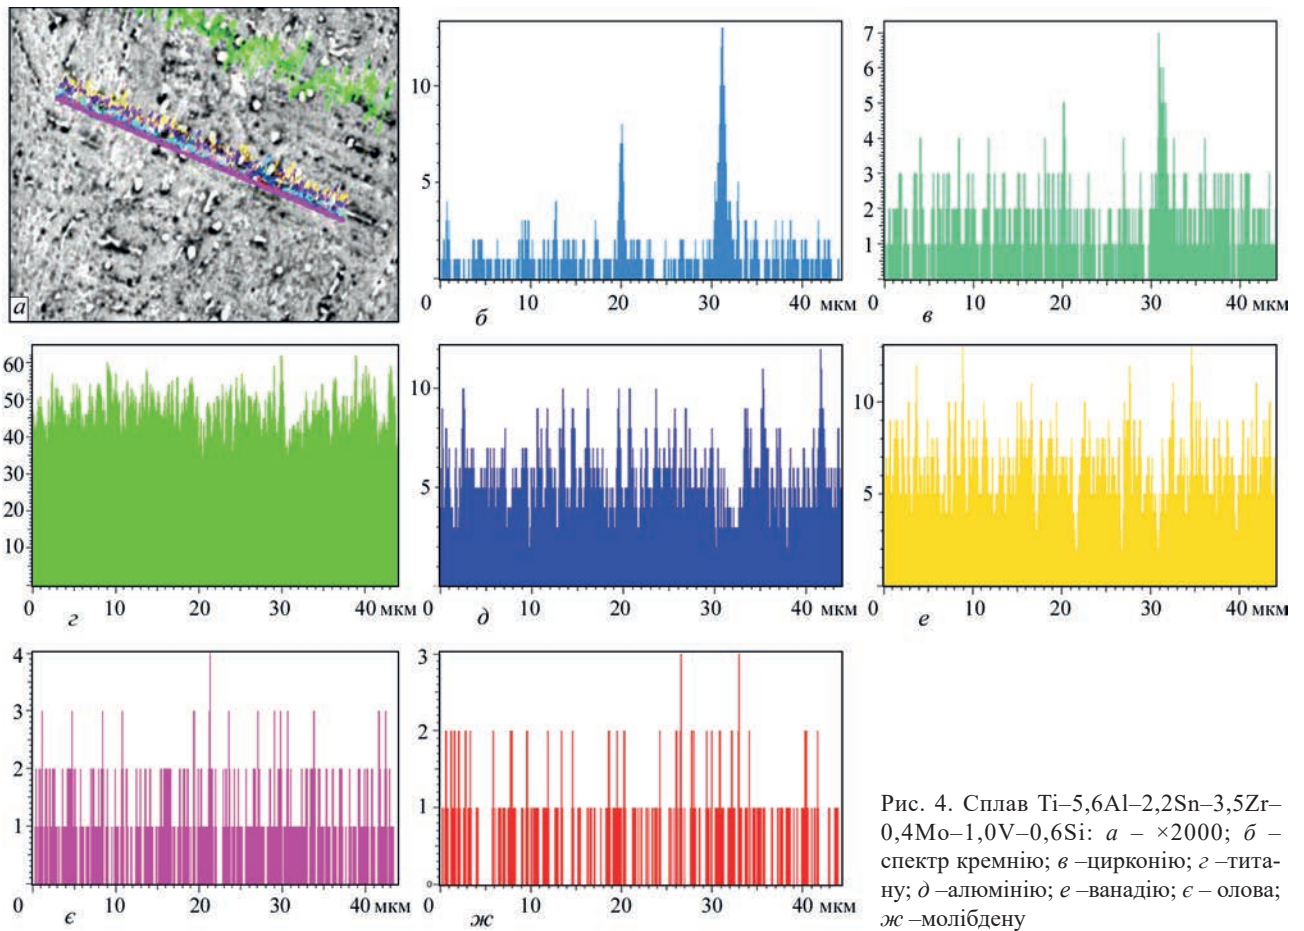 а
10
5
0
10
20
30
40 мкм
б
7
6
5
4
3
2
1
0
10
20
30
40 мкм
в
60
50
40
30
20
10
0
10
20
30
40 мкм
г
10
5
0
10
20
30
40 мкм
д
10
5
0
10
20
30
40 мкм
е
4
3
2
1
0
10
20
30
40 мкм
є
3
2
1
0
0
10
20
30
40 мкм
ж
Рис. 4. Сплав Ti–5,6Al–2,2Sn–3,5Zr–
0,4Mo–1,0V–0,6Si: а – ×2000; б –
спектр кремнію; в –цирконію; г –тита-
ну; д –алюмінію; е –ванадію; є – олова;
ж –молібдену